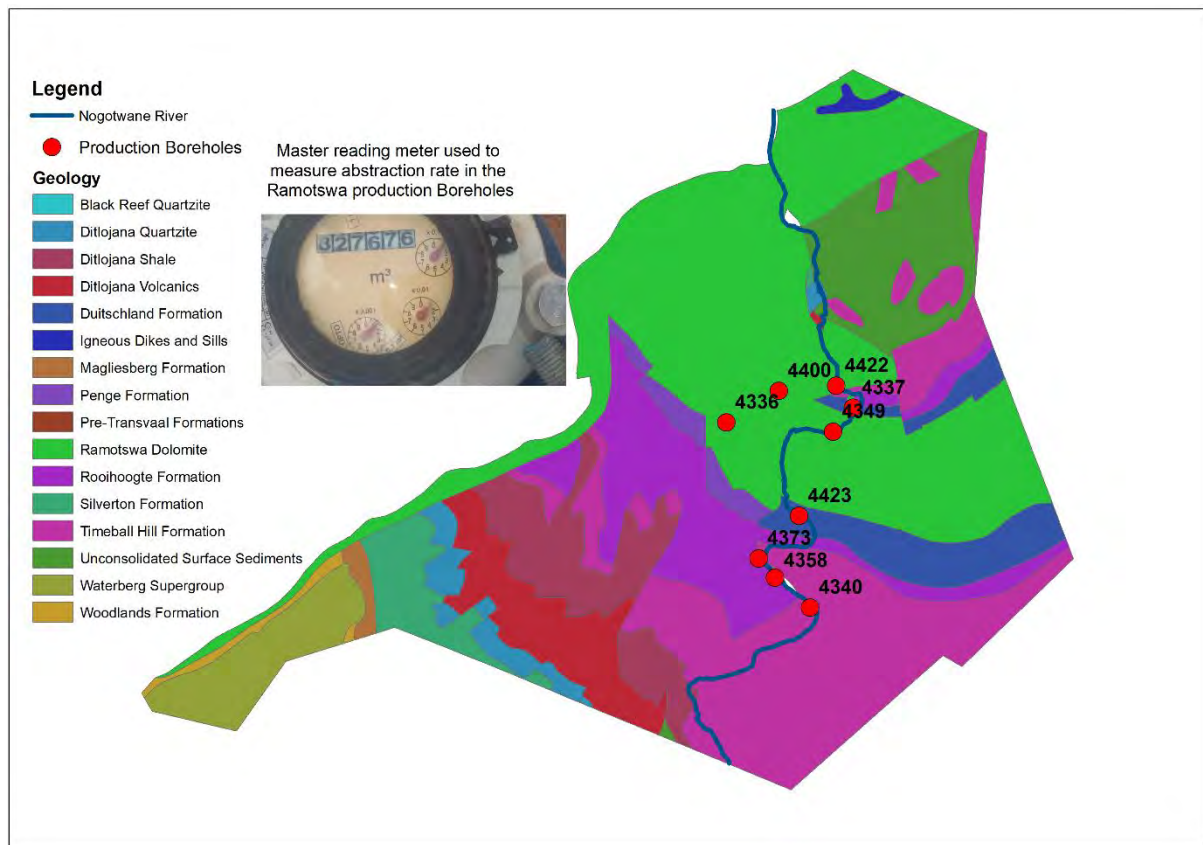 Legend
Nogotwane River
Production Boreholes
Geology
Black Reef Quartzite
Ditlojana Quartzite
Ditlojana Shale
Ditlojana Volcanics
Duitschland Formation
Igneous Dikes and Sills
Magliesberg Formation
Penge Formation
Pre-Transvaal Formations
Ramotswa Dolomite
Rooihoogte Formation
Silverton Formation
Timeball Hill Formation
Unconsolidated Surface Sediments
Waterberg Supergroup
Woodlands Formation
Master reading meter used to
measure abstraction rate in the
Ramotswa production Boreholes
327676
m³
4400
4422
4337
4336
4349
4423
4373
4358
4340